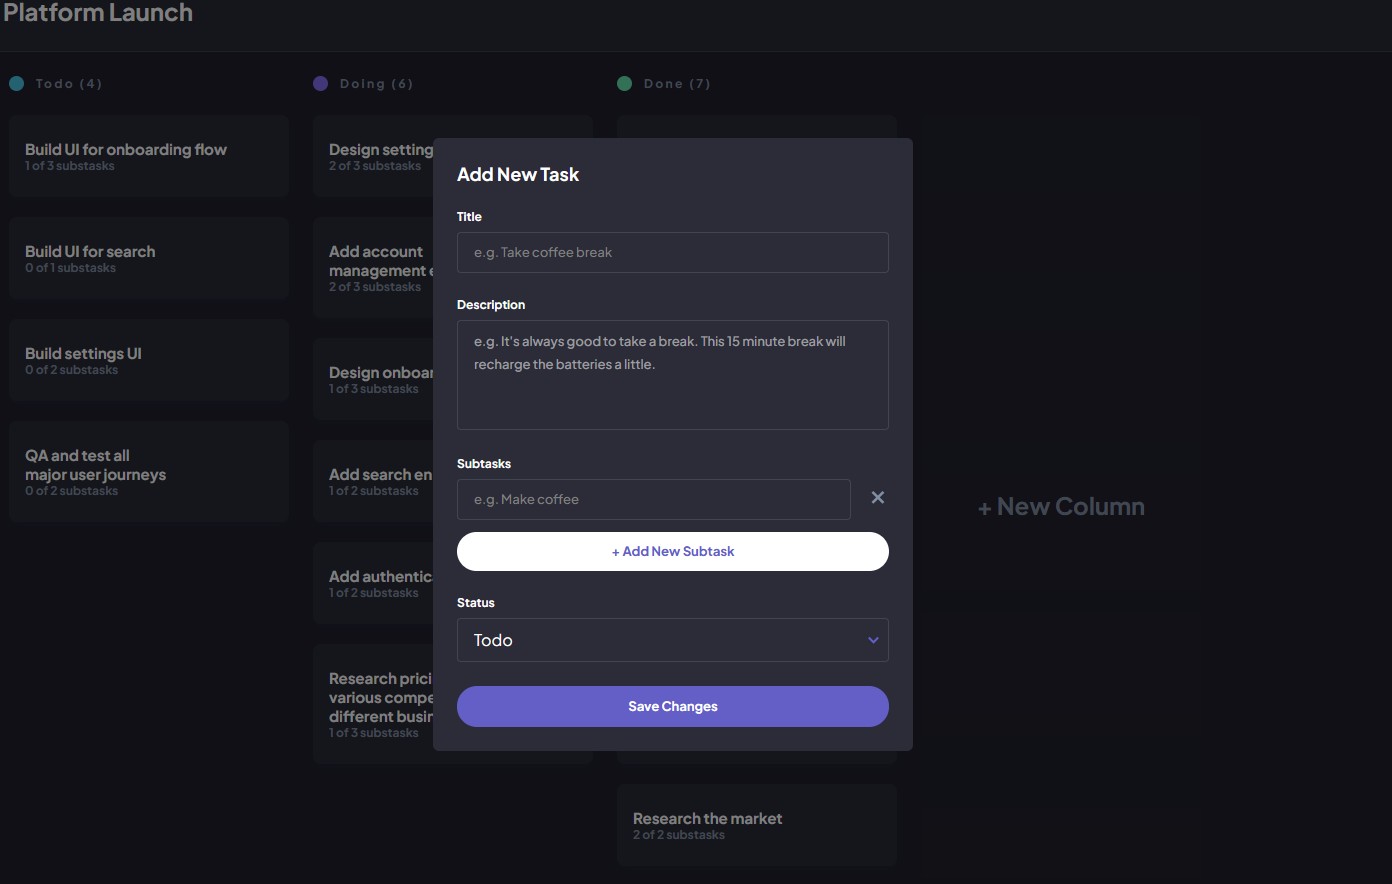 Platform Launch
Todo (4)
Doing (6)
Done (7)
Build UI for onboarding flow
1 of 3 substasks
Build UI for search
0 of 1 substasks
Build settings UI
0 of 2 substasks
QA and test all
major user journeys
0 of 2 substasks
Design setting
2 of 3 substasks
Add account
management e
2 of 3 substasks
Design onboar
1 of 3 substasks
Add search en
1 of 2 substasks
Add authentica
1 of 2 substasks
Research prici
various compe
different busin
1 of 3 substasks
Add New Task
Title
e.g. Take coffee break
Description
e.g. It's always good to take a break. This 15 minute break will
recharge the batteries a little.
Subtasks
e.g. Make coffee
+ Add New Subtask
Status
Todo
Save Changes
Research the market
2 of 2 substasks
+ New Column